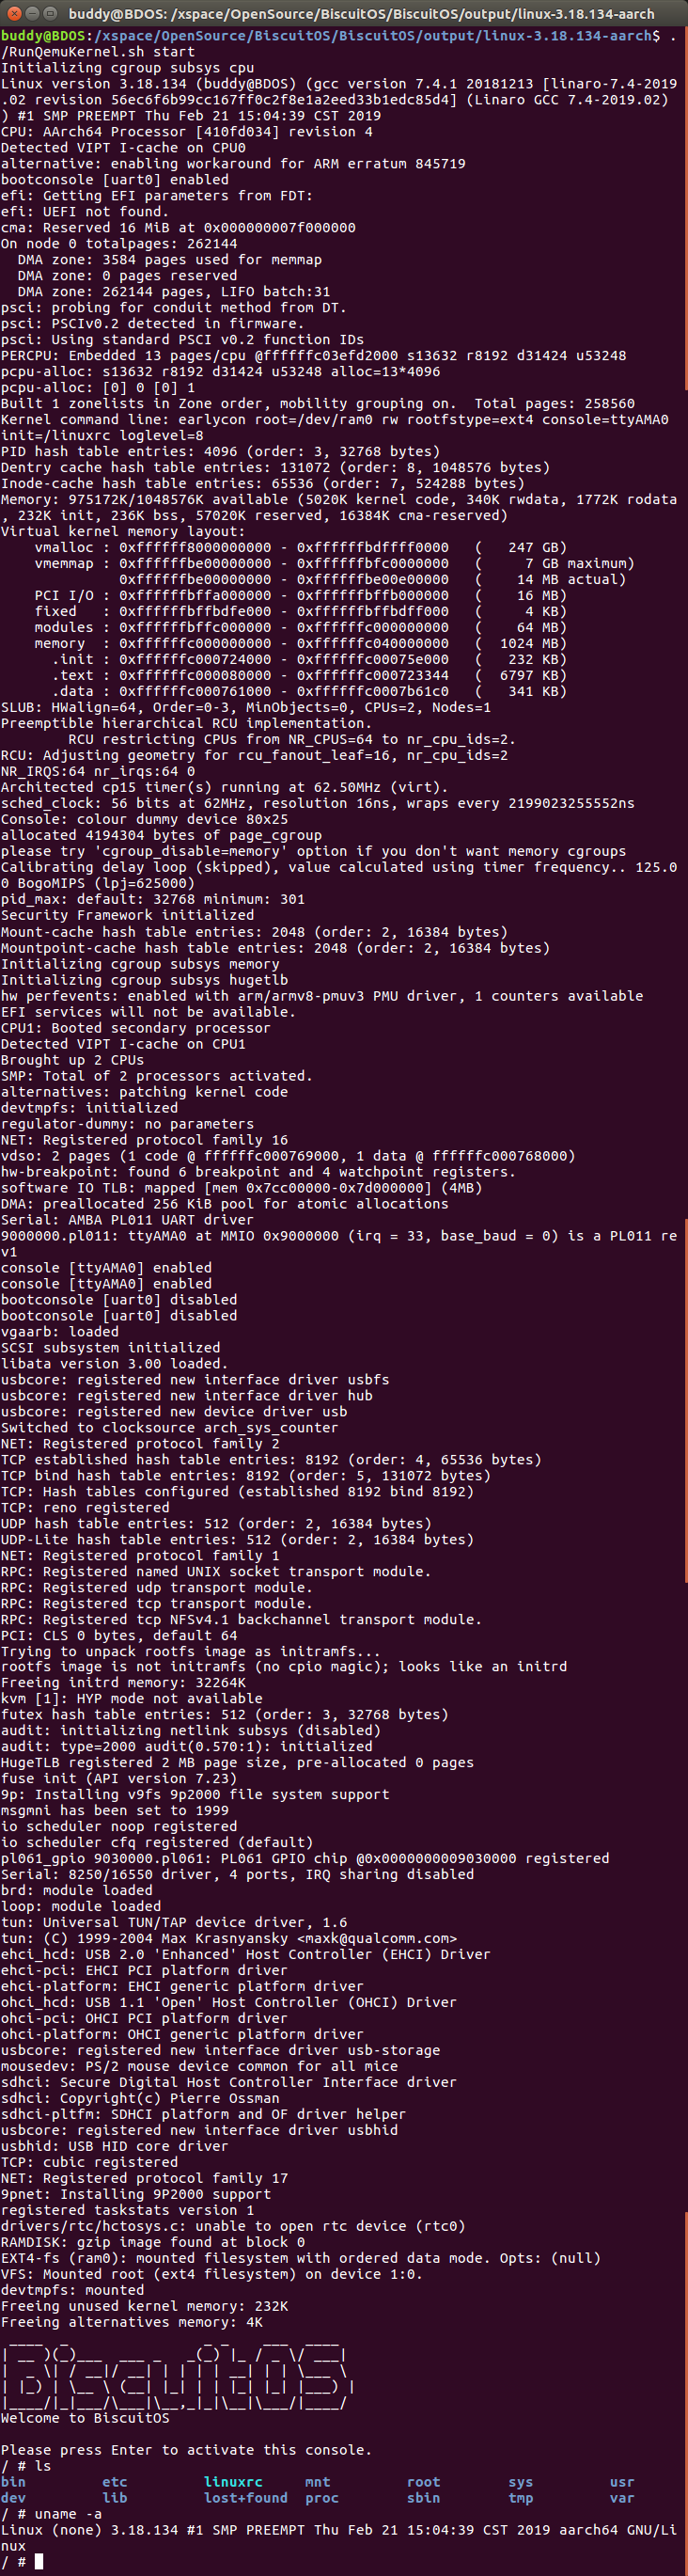 buddy@BDOS: /xspace/OpenSource/BiscuitOS/BiscuitOS/output/linux-3.18.134-aarch
buddy@BDOS:/xspace/OpenSource/BiscuitOS/BiscuitOS/output/linux-3.18.134-aarch$ .
/RunQemuKernel.sh start
Initializing cgroup subsys cpu
Linux version 3.18.134 (buddy@BDOS) (gcc version 7.4.1 20181213 [linaro-7.4-2019
.02 revision 56ec6f6b99cc167ff0c2f8e1a2eed33b1edc85d4] (Linaro GCC 7.4-2019.02)
) #1 SMP PREEMPT Thu Feb 21 15:04:39 CST 2019
CPU: AArch64 Processor [410fd034] revision 4
Detected VIPT I-cache on CPU0
alternative: enabling workaround for ARM erratum 845719
bootconsole [uart0] enabled
efi: Getting EFI parameters from FDT:
efi: UEFI not found.
cma: Reserved 16 MiB at 0x000000007f000000
On node 0 totalpages: 262144
  DMA zone: 3584 pages used for memmap
  DMA zone: 0 pages reserved
  DMA zone: 262144 pages, LIFO batch:31
psci: probing for conduit method from DT.
psci: PSCIv0.2 detected in firmware.
psci: Using standard PSCI v0.2 function IDs
PERCPU: Embedded 13 pages/cpu @ffffffc03efd2000 s13632 r8192 d31424 u53248
pcpu-alloc: s13632 r8192 d31424 u53248 alloc=13*4096
pcpu-alloc: [0] 0 [0] 1
Built 1 zonelists in Zone order, mobility grouping on.  Total pages: 258560
Kernel command line: earlycon root=/dev/ram0 rw rootfstype=ext4 console=ttyAMA0
init=/linuxrc loglevel=8
PID hash table entries: 4096 (order: 3, 32768 bytes)
Dentry cache hash table entries: 131072 (order: 8, 1048576 bytes)
Inode-cache hash table entries: 65536 (order: 7, 524288 bytes)
Memory: 975172K/1048576K available (5020K kernel code, 340K rwdata, 1772K rodata
, 232K init, 236K bss, 57020K reserved, 16384K cma-reserved)
Virtual kernel memory layout:
    vmalloc : 0xffffff8000000000 - 0xffffffbdffff0000   (   247 GB)
    vmemmap : 0xffffffbe00000000 - 0xffffffbfc0000000   (     7 GB maximum)
              0xffffffbe00000000 - 0xffffffbe00e00000   (    14 MB actual)
    PCI I/O : 0xffffffbffa000000 - 0xffffffbffb000000   (    16 MB)
    fixed   : 0xffffffbffbdfe000 - 0xffffffbffbdff000   (     4 KB)
    modules : 0xffffffbffc000000 - 0xffffffc000000000   (    64 MB)
    memory  : 0xffffffc000000000 - 0xffffffc040000000   (  1024 MB)
      .init : 0xffffffc000724000 - 0xffffffc00075e000   (   232 KB)
      .text : 0xffffffc000080000 - 0xffffffc000723344   (  6797 KB)
      .data : 0xffffffc000761000 - 0xffffffc0007b61c0   (   341 KB)
SLUB: HWalign=64, Order=0-3, MinObjects=0, CPUs=2, Nodes=1
Preemptible hierarchical RCU implementation.
        RCU restricting CPUs from NR_CPUS=64 to nr_cpu_ids=2.
RCU: Adjusting geometry for rcu_fanout_leaf=16, nr_cpu_ids=2
NR_IRQS:64 nr_irqs:64 0
Architected cp15 timer(s) running at 62.50MHz (virt).
sched_clock: 56 bits at 62MHz, resolution 16ns, wraps every 2199023255552ns
Console: colour dummy device 80x25
allocated 4194304 bytes of page_cgroup
please try 'cgroup_disable=memory' option if you don't want memory cgroups
Calibrating delay loop (skipped), value calculated using timer frequency.. 125.0
0 BogoMIPS (lpj=625000)
pid_max: default: 32768 minimum: 301
Security Framework initialized
Mount-cache hash table entries: 2048 (order: 2, 16384 bytes)
Mountpoint-cache hash table entries: 2048 (order: 2, 16384 bytes)
Initializing cgroup subsys memory
Initializing cgroup subsys hugetlb
hw perfevents: enabled with arm/armv8-pmuv3 PMU driver, 1 counters available
EFI services will not be available.
CPU1: Booted secondary processor
Detected VIPT I-cache on CPU1
Brought up 2 CPUs
SMP: Total of 2 processors activated.
alternatives: patching kernel code
devtmpfs: initialized
regulator-dummy: no parameters
NET: Registered protocol family 16
vdso: 2 pages (1 code @ ffffffc000769000, 1 data @ ffffffc000768000)
hw-breakpoint: found 6 breakpoint and 4 watchpoint registers.
software IO TLB: mapped [mem 0x7cc00000-0x7d000000] (4MB)
DMA: preallocated 256 KiB pool for atomic allocations
Serial: AMBA PL011 UART driver
9000000.pl011: ttyAMA0 at MMIO 0x9000000 (irq = 33, base_baud = 0) is a PL011 re
v1
console [ttyAMA0] enabled
console [ttyAMA0] enabled
bootconsole [uart0] disabled
bootconsole [uart0] disabled
vgaarb: loaded
SCSI subsystem initialized
libata version 3.00 loaded.
usbcore: registered new interface driver usbfs
usbcore: registered new interface driver hub
usbcore: registered new device driver usb
Switched to clocksource arch_sys_counter
NET: Registered protocol family 2
TCP established hash table entries: 8192 (order: 4, 65536 bytes)
TCP bind hash table entries: 8192 (order: 5, 131072 bytes)
TCP: Hash tables configured (established 8192 bind 8192)
TCP: reno registered
UDP hash table entries: 512 (order: 2, 16384 bytes)
UDP-Lite hash table entries: 512 (order: 2, 16384 bytes)
NET: Registered protocol family 1
RPC: Registered named UNIX socket transport module.
RPC: Registered udp transport module.
RPC: Registered tcp transport module.
RPC: Registered tcp NFSv4.1 backchannel transport module.
PCI: CLS 0 bytes, default 64
Trying to unpack rootfs image as initramfs...
rootfs image is not initramfs (no cpio magic); looks like an initrd
Freeing initrd memory: 32264K
kvm [1]: HYP mode not available
futex hash table entries: 512 (order: 3, 32768 bytes)
audit: initializing netlink subsys (disabled)
audit: type=2000 audit(0.570:1): initialized
HugeTLB registered 2 MB page size, pre-allocated 0 pages
fuse init (API version 7.23)
9p: Installing v9fs 9p2000 file system support
msgmni has been set to 1999
io scheduler noop registered
io scheduler cfq registered (default)
pl061_gpio 9030000.pl061: PL061 GPIO chip @0x0000000009030000 registered
Serial: 8250/16550 driver, 4 ports, IRQ sharing disabled
brd: module loaded
loop: module loaded
tun: Universal TUN/TAP device driver, 1.6
tun: (C) 1999-2004 Max Krasnyansky <maxk@qualcomm.com>
ehci_hcd: USB 2.0 'Enhanced' Host Controller (EHCI) Driver
ehci-pci: EHCI PCI platform driver
ehci-platform: EHCI generic platform driver
ohci_hcd: USB 1.1 'Open' Host Controller (OHCI) Driver
ohci-pci: OHCI PCI platform driver
ohci-platform: OHCI generic platform driver
usbcore: registered new interface driver usb-storage
mousedev: PS/2 mouse device common for all mice
sdhci: Secure Digital Host Controller Interface driver
sdhci: Copyright(c) Pierre Ossman
sdhci-pltfm: SDHCI platform and OF driver helper
usbcore: registered new interface driver usbhid
usbhid: USB HID core driver
TCP: cubic registered
NET: Registered protocol family 17
9pnet: Installing 9P2000 support
registered taskstats version 1
drivers/rtc/hctosys.c: unable to open rtc device (rtc0)
RAMDISK: gzip image found at block 0
EXT4-fs (ram0): mounted filesystem with ordered data mode. Opts: (null)
VFS: Mounted root (ext4 filesystem) on device 1:0.
devtmpfs: mounted
Freeing unused kernel memory: 232K
Freeing alternatives memory: 4K
BiscuitOS
Welcome to BiscuitOS
Please press Enter to activate this console.
/ # ls
bin         etc         linuxrc     mnt         root        sys         usr
dev         lib         lost+found  proc        sbin        tmp         var
/ # uname -a
Linux (none) 3.18.134 #1 SMP PREEMPT Thu Feb 21 15:04:39 CST 2019 aarch64 GNU/Li
nux
/ #